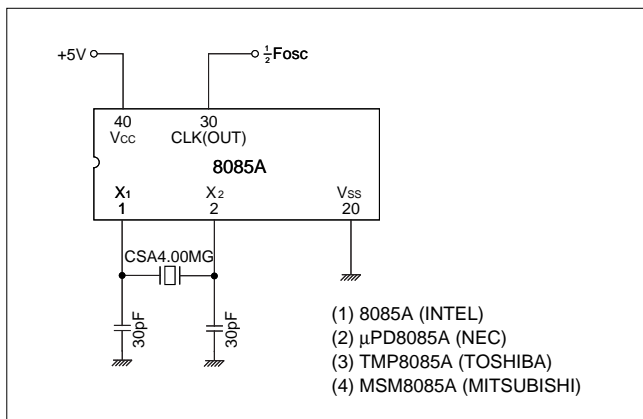 +5V
½Fosc
40
30
VCC
CLK(OUT)
8085A
X1
X2
VSS
1
2
20
CSA4.00MG
30pF
30pF
(1) 8085A (INTEL)
(2) µPD8085A (NEC)
(3) TMP8085A (TOSHIBA)
(4) MSM8085A (MITSUBISHI)